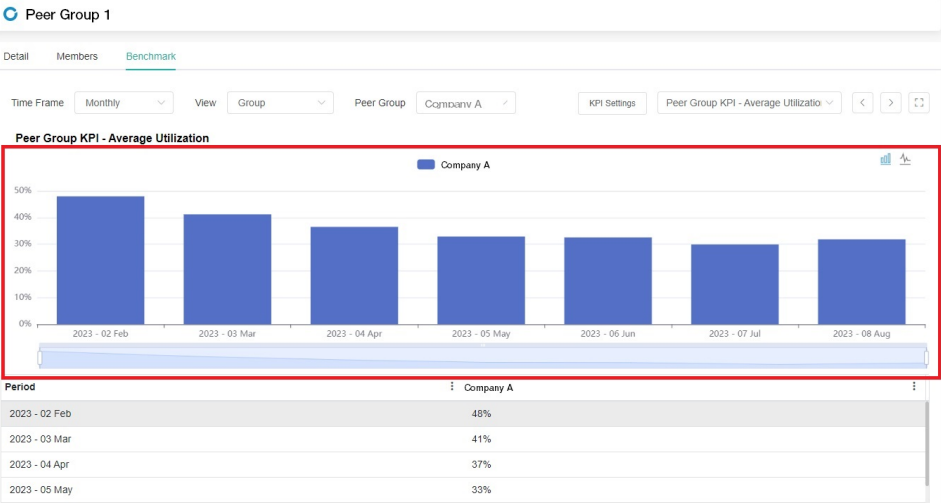 Peer Group 1
Detail Members Benchmark
Time Frame Monthly View Group Peer Group Company A KPI Settings Peer Group KPI - Average Utilizatio
Peer Group KPI - Average Utilization
Company A
50%
40%
30%
20%
10%
0%
2023 - 02 Feb 2023 - 03 Mar 2023 - 04 Apr 2023 - 05 May 2023 - 06 Jun 2023 - 07 Jul 2023 - 08 Aug
Period Company A
2023 - 02 Feb 48%
2023 - 03 Mar 41%
2023 - 04 Apr 37%
2023 - 05 May 33%